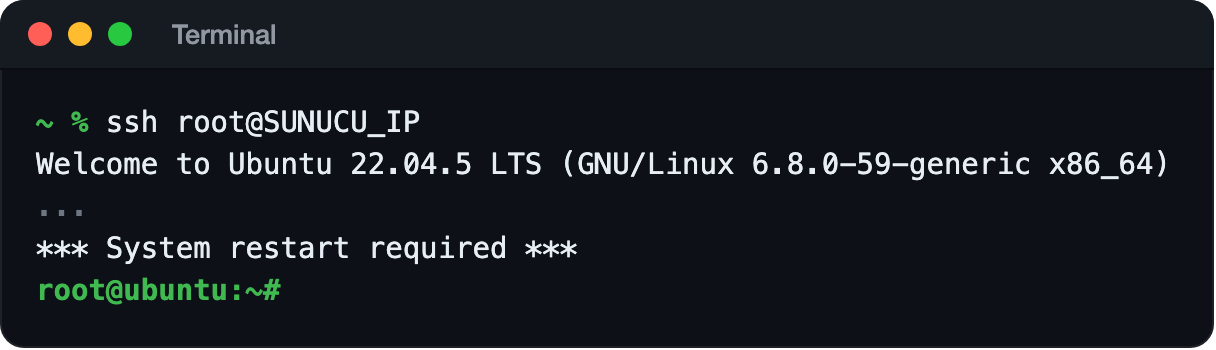 Terminal
~ % ssh root@SUNUCU_IP
Welcome to Ubuntu 22.04.5 LTS (GNU/Linux 6.8.0-59-generic x86_64)
...
*** System restart required ***
root@ubuntu:~#